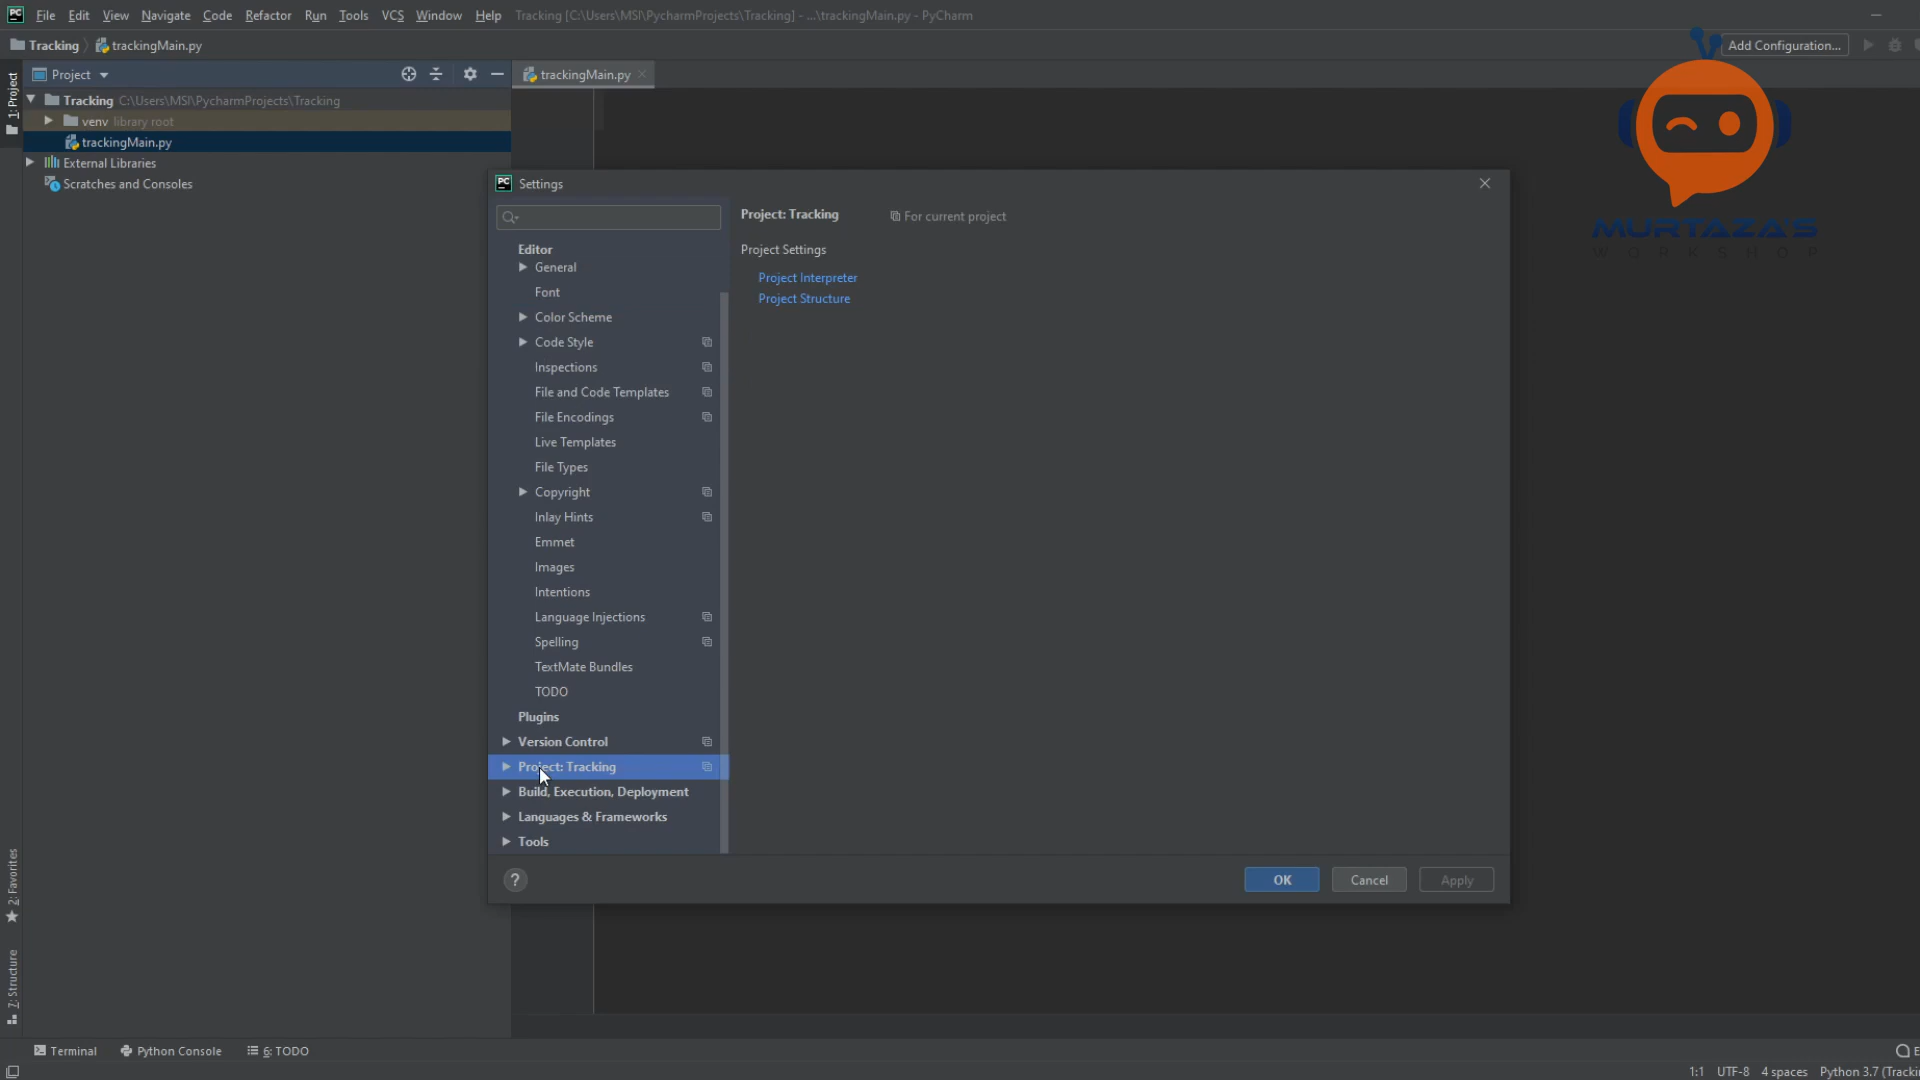 PC File Edit View Navigate Code Refactor Run Tools VCS Window Help Tracking [C:\Users\MSI\PycharmProjects\Tracking] - ...\trackingMain.py - PyCharm
Tracking trackingMain.py
Add Configuration...
1: Project
Project
trackingMain.py
Tracking C:\Users\MSI\PycharmProjects\Tracking
venv library root
trackingMain.py
External Libraries
Scratches and Consoles
MURTAZA'S
WORKSHOP
PC Settings
Project: Tracking
For current project
Project Settings
Project Interpreter
Project Structure
Editor
General
Font
Color Scheme
Code Style
Inspections
File and Code Templates
File Encodings
Live Templates
File Types
Copyright
Inlay Hints
Emmet
Images
Intentions
Language Injections
Spelling
TextMate Bundles
TODO
Plugins
Version Control
Project: Tracking
Build, Execution, Deployment
Languages & Frameworks
Tools
? OK Cancel Apply
2: Favorites
7: Structure
Terminal Python Console 6: TODO E
1:1 UTF-8 4 spaces Python 3.7 (Trackin